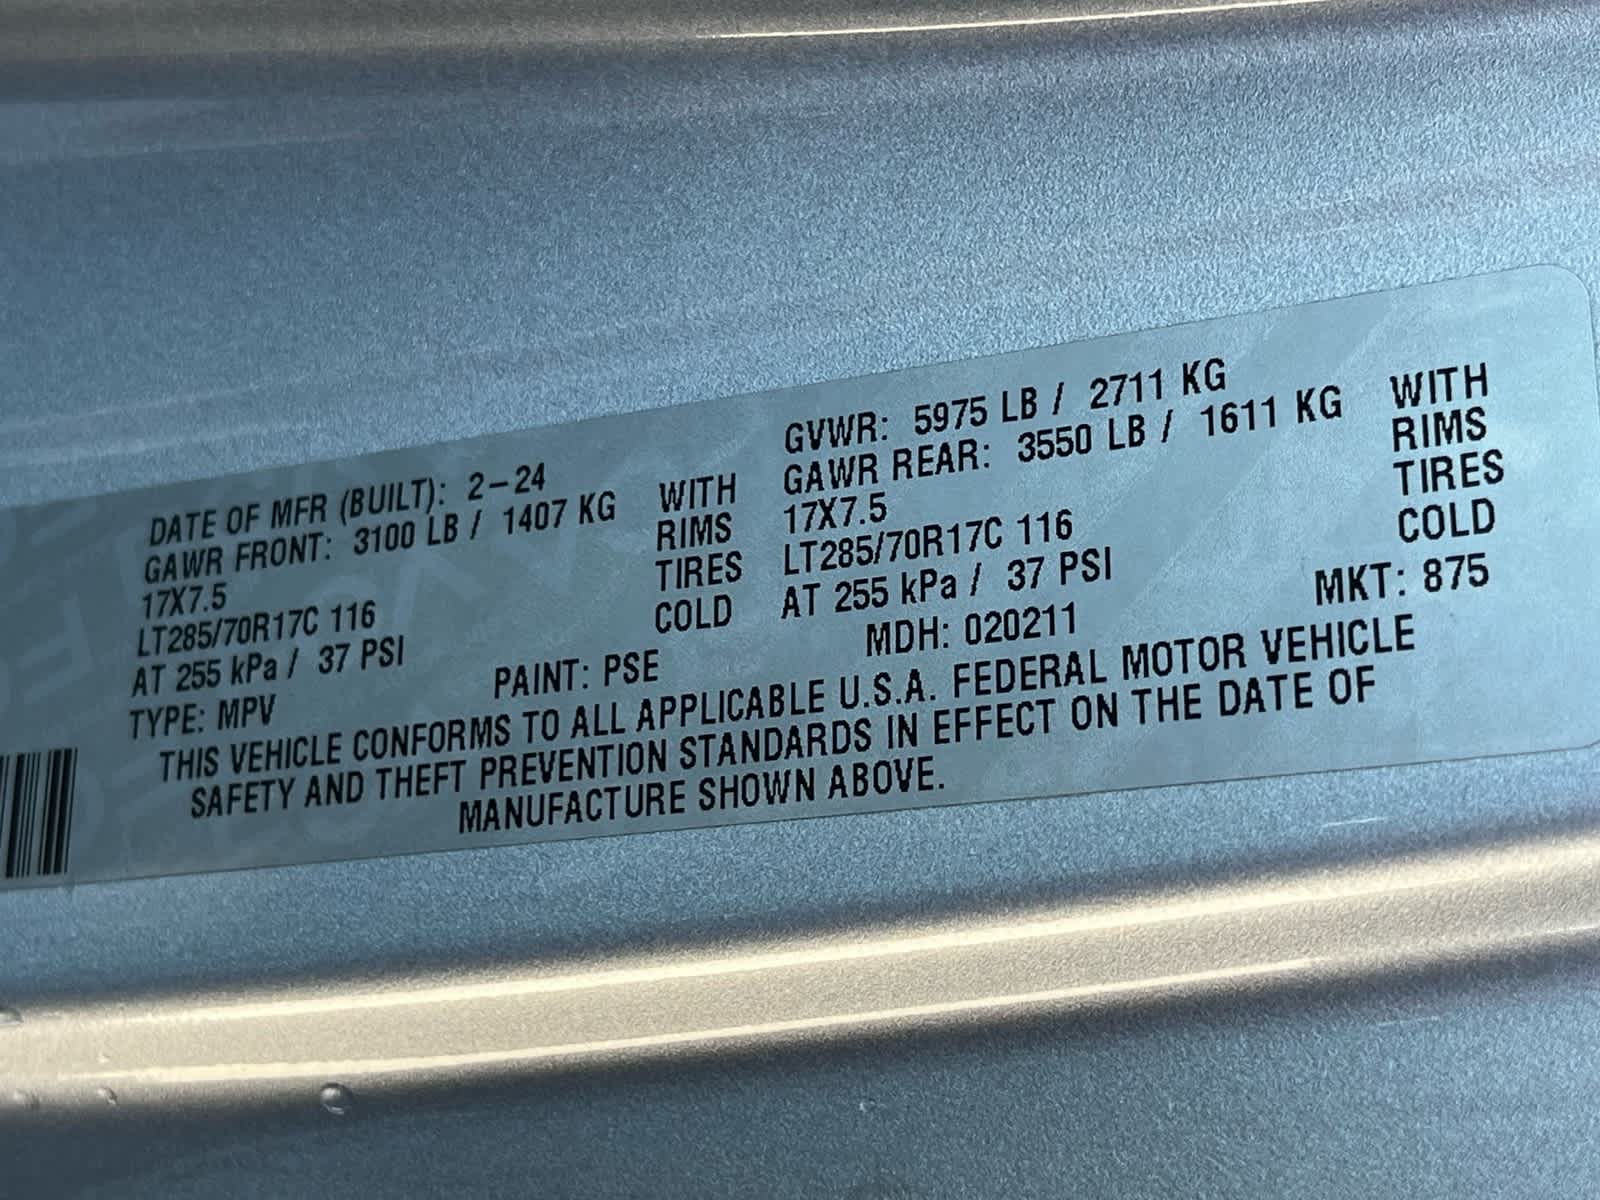 DATE OF MFR (BUILT): 2-24 GVWR: 5975 LB / 2711 KG
GAWR FRONT: 3100 LB / 1407 KG WITH GAWR REAR: 3550 LB / 1611 KG WITH
17X7.5 RIMS 17X7.5 RIMS
LT285/70R17C 116 TIRES LT285/70R17C 116 TIRES
AT 255 kPa / 37 PSI COLD AT 255 kPa / 37 PSI COLD
TYPE: MPV PAINT: PSE MDH: 020211 MKT: 875
THIS VEHICLE CONFORMS TO ALL APPLICABLE U.S.A. FEDERAL MOTOR VEHICLE
SAFETY AND THEFT PREVENTION STANDARDS IN EFFECT ON THE DATE OF
MANUFACTURE SHOWN ABOVE.